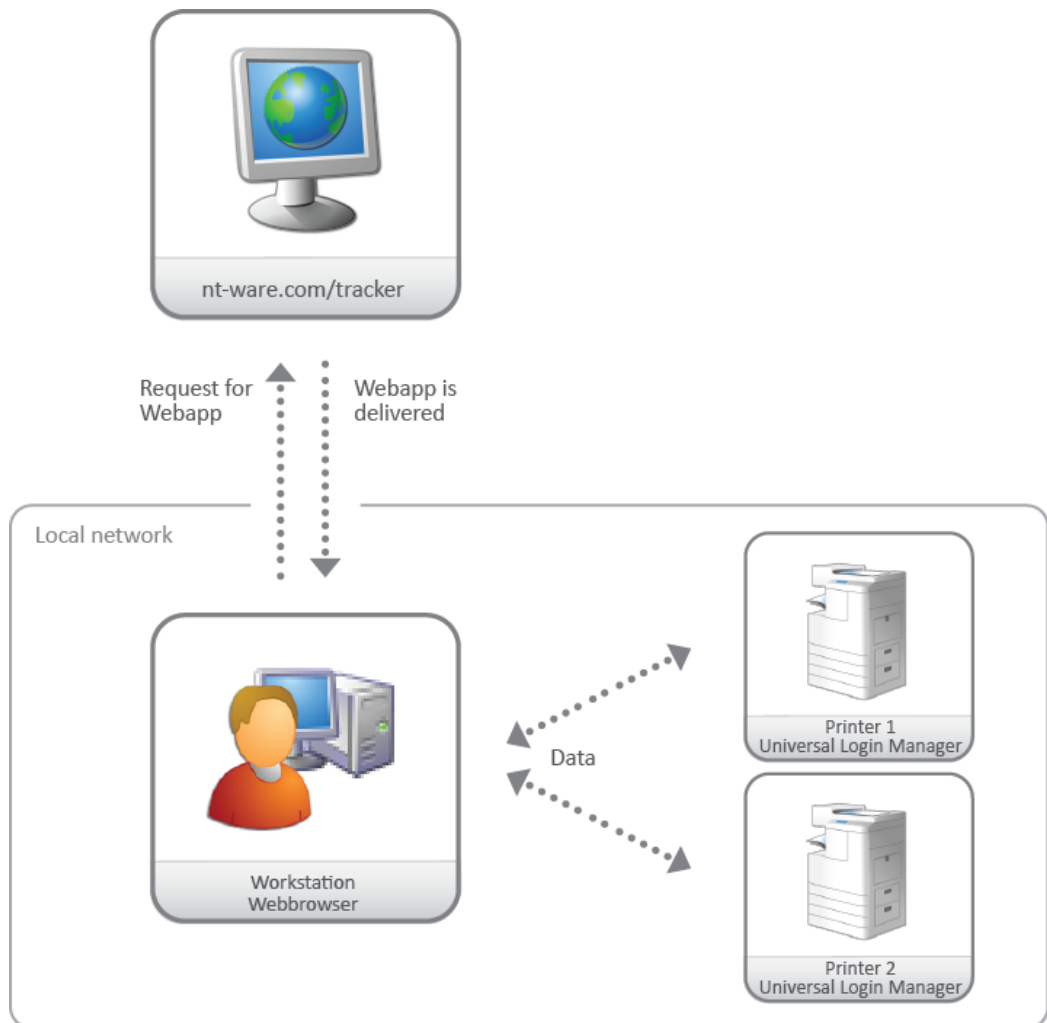 nt-ware.com/tracker
Request for
Webapp
Webapp is
delivered
Local network
Workstation
Webbrowser
Data
Printer 1
Universal Login Manager
Printer 2
Universal Login Manager